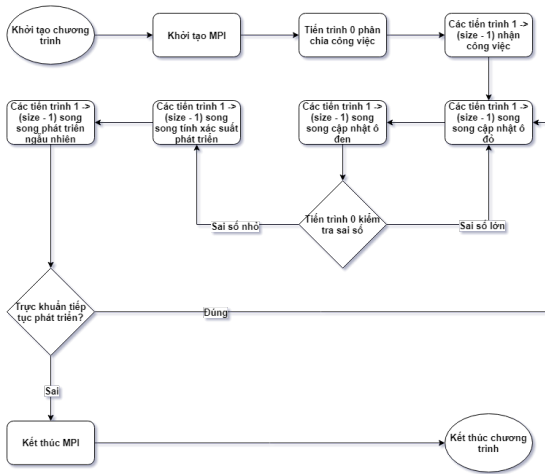 Khởi tạo chương
trình
Khởi tạo MPI
Tiến trình 0 phân
chia công việc
Các tiến trình 1 ->
(size - 1) nhận
công việc
Các tiến trình 1 ->
(size - 1) song
song phát triển
ngẫu nhiên
Các tiến trình 1 ->
(size - 1) song
song tính xác suất
phát triển
Các tiến trình 1 ->
(size - 1) song
song cập nhật ô
đen
Các tiến trình 1 ->
(size - 1) song
song cập nhật ô
đỏ
Tiến trình 0 kiểm
tra sai số
Sai số nhỏ
Sai số lớn
Trực khuẩn tiếp
tục phát triển?
Đúng
Sai
Kết thúc MPI
Kết thúc chương
trình